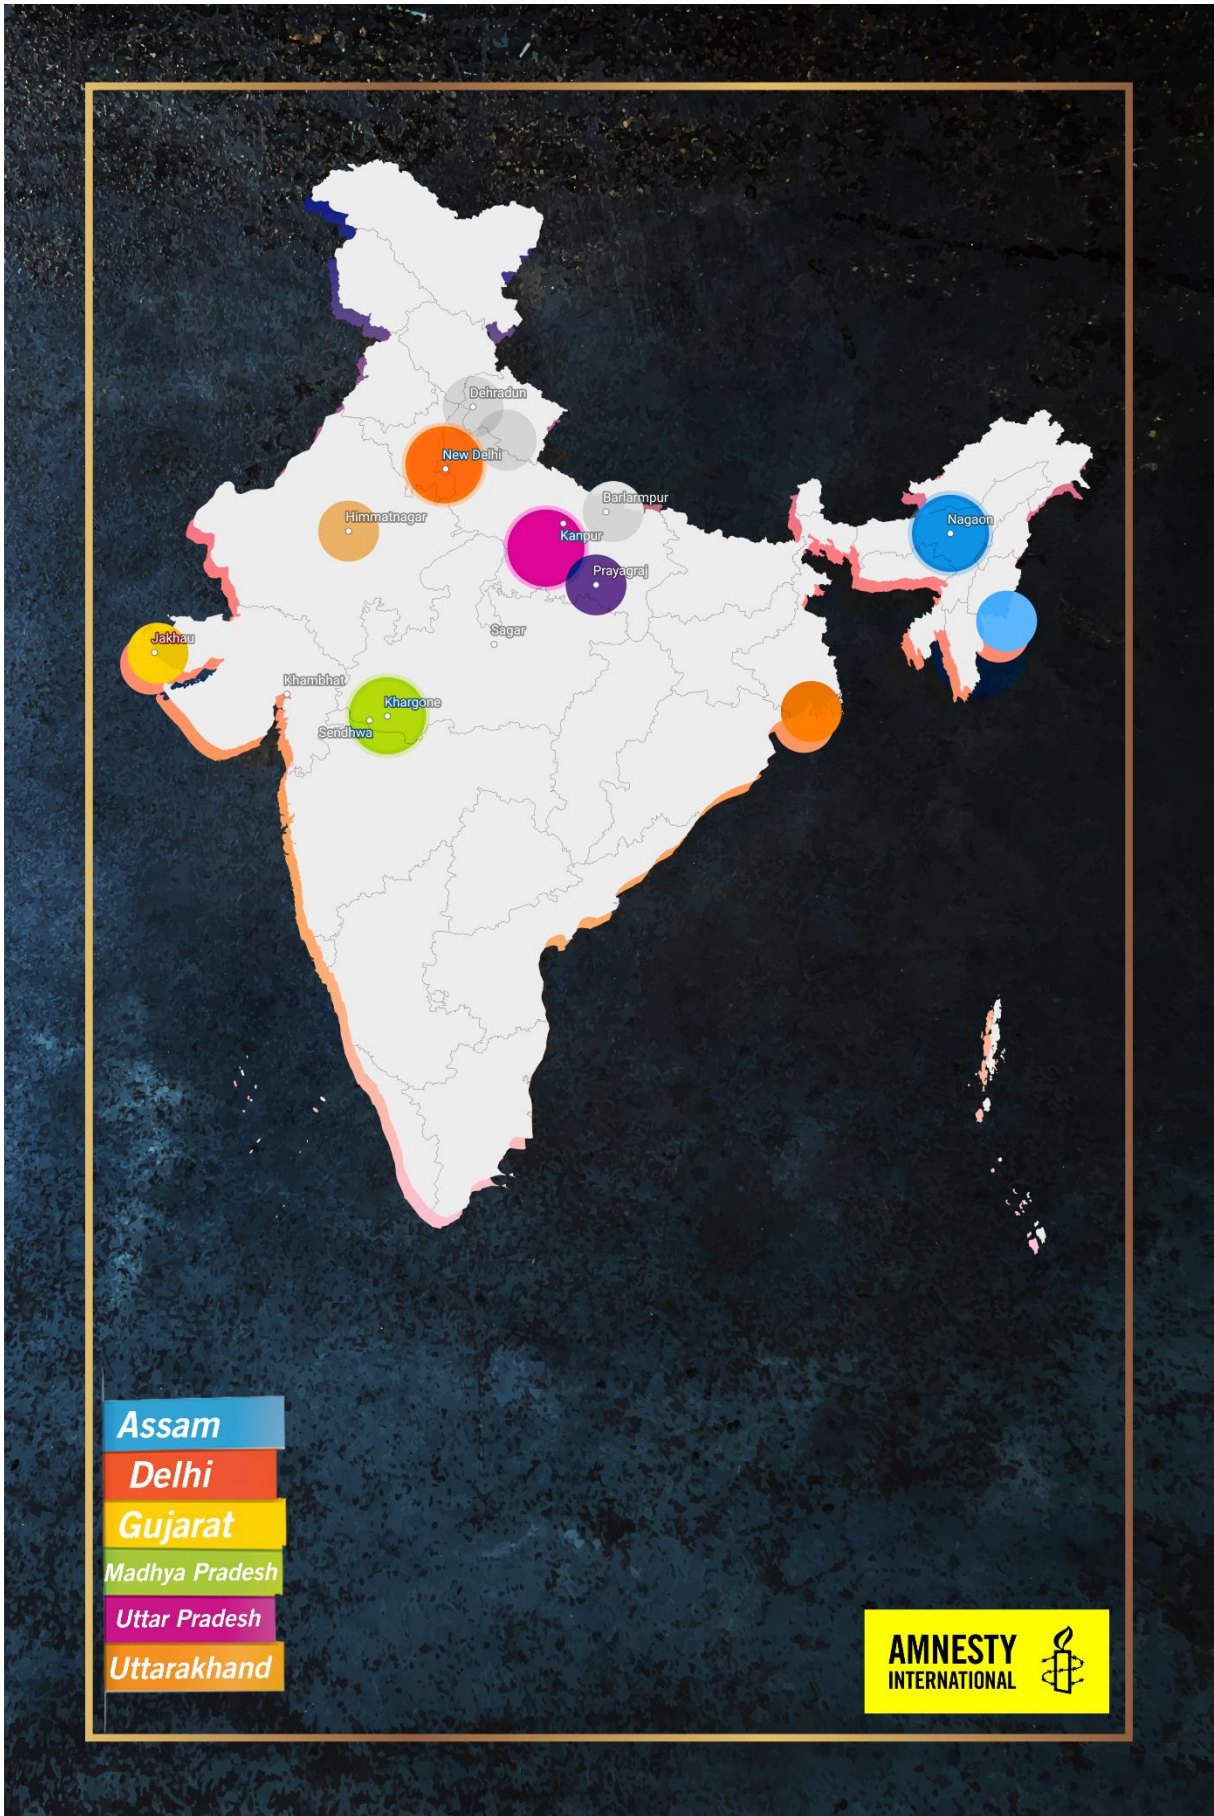 Dehradun
New Delhi
Barlarmpur
Himmatnagar
Nagaon
Kanpur
Prayagraj
Sagar
Jakhau
Khambhat
Khargone
Sendhwa
Assam
Delhi
Gujarat
Madhya Pradesh
Uttar Pradesh
Uttarakhand
AMNESTY
INTERNATIONAL